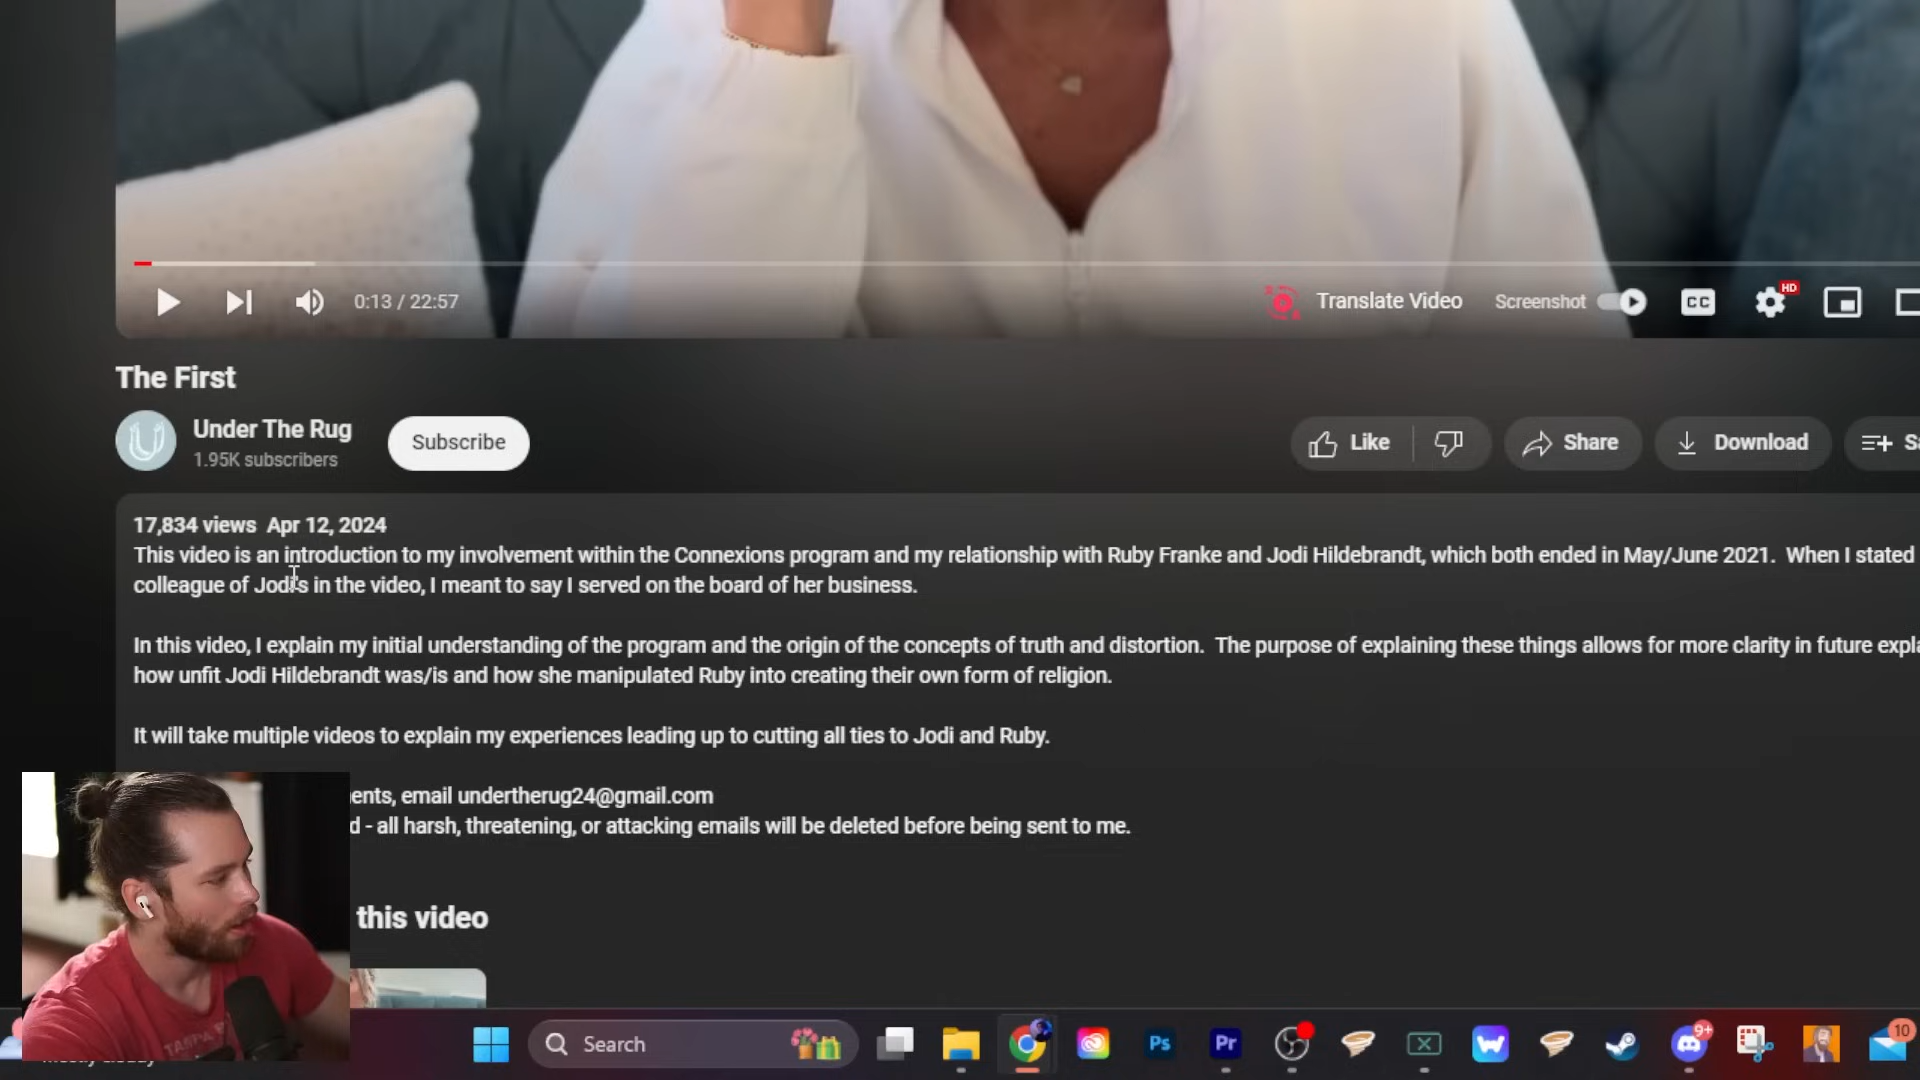 0:13 / 22:57
Translate Video
Screenshot
CC
HD
The First
Under The Rug
1.95K subscribers
Subscribe
Like
Share
Download
17,834 views Apr 12, 2024
This video is an introduction to my involvement within the Connexions program and my relationship with Ruby Franke and Jodi Hildebrandt, which both ended in May/June 2021. When I stated
colleague of Jodi's in the video, I meant to say I served on the board of her business.
In this video, I explain my initial understanding of the program and the origin of the concepts of truth and distortion. The purpose of explaining these things allows for more clarity in future
how unfit Jodi Hildebrandt was/is and how she manipulated Ruby into creating their own form of religion.
It will take multiple videos to explain my experiences leading up to cutting all ties to Jodi and Ruby.
ents, email undertherug24@gmail.com
d - all harsh, threatening, or attacking emails will be deleted before being sent to me.
this video
TAMPA
Search
Ps
Pr
9+
10